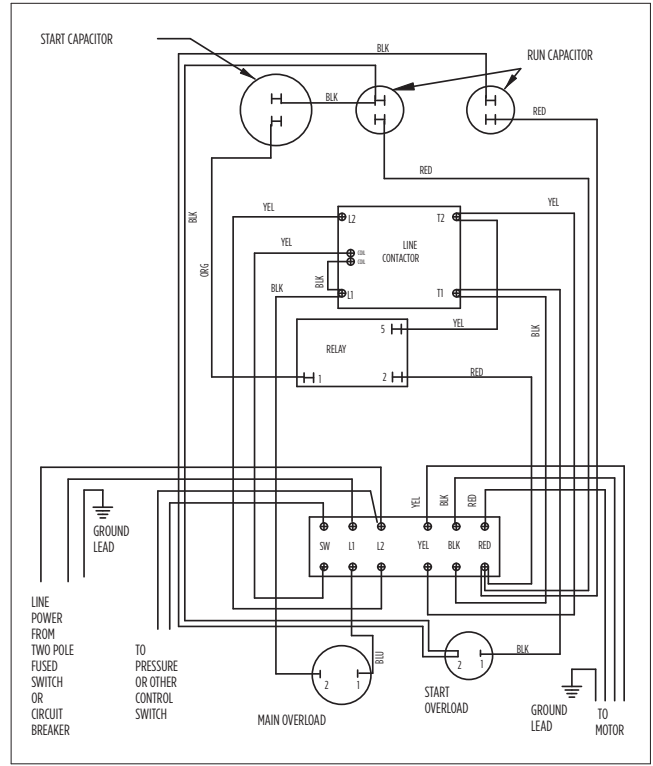 START CAPACITOR
BLK
RUN CAPACITOR
BLK
RED
RED
YEL
YEL
BLK
L2
T2
YEL
LINE
CONTACTOR
COIL
COIL
ORG
BLK
BLK
L1
T1
5
YEL
BLK
RELAY
1
2
RED
YEL
BLK
RED
GROUND
LEAD
SW
L1
L2
YEL
BLK
RED
LINE
POWER
FROM
TWO POLE
FUSED
SWITCH
OR
CIRCUIT
BREAKER
TO
PRESSURE
OR OTHER
CONTROL
SWITCH
BLU
2
1
MAIN OVERLOAD
2
1
BLK
START
OVERLOAD
GROUND
LEAD
TO
MOTOR